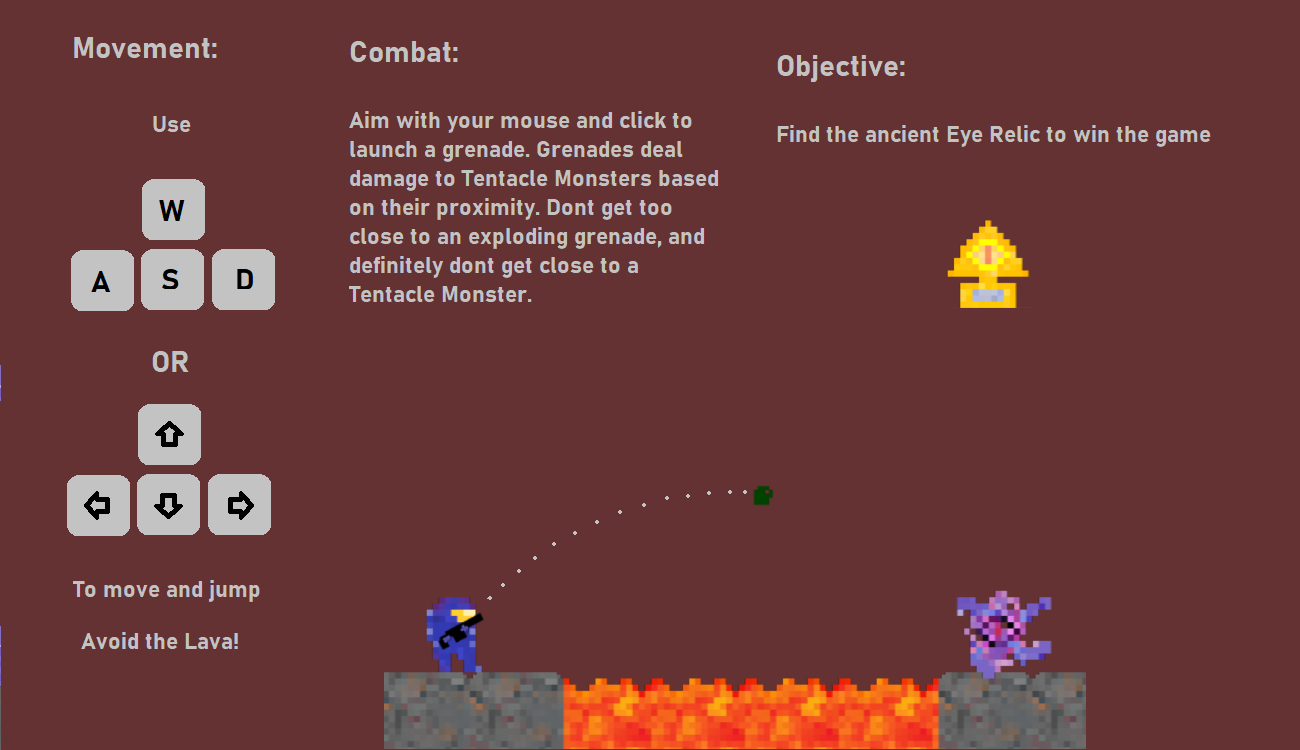 Movement:
Use
W
A S D
OR
To move and jump
Avoid the Lava!
Combat:
Aim with your mouse and click to
launch a grenade. Grenades deal
damage to Tentacle Monsters based
on their proximity. Dont get too
close to an exploding grenade, and
definitely dont get close to a
Tentacle Monster.
Objective:
Find the ancient Eye Relic to win the game